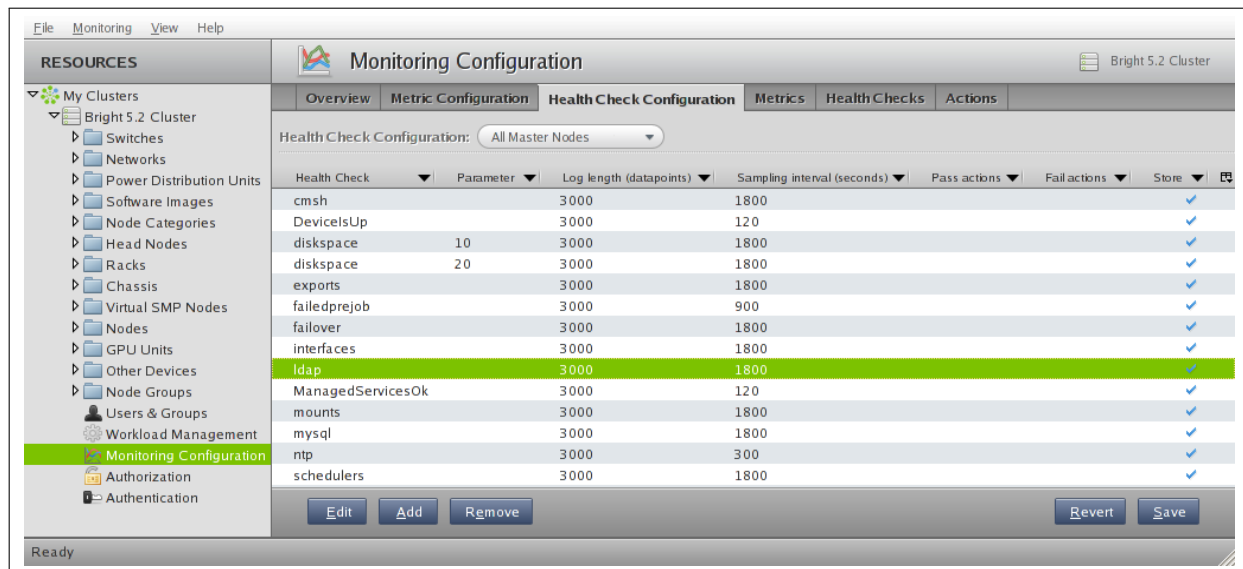 File Monitoring View Help
RESOURCES
Monitoring Configuration
Bright 5.2 Cluster
My Clusters
Bright 5.2 Cluster
Switches
Networks
Power Distribution Units
Software Images
Node Categories
Head Nodes
Racks
Chassis
Virtual SMP Nodes
Nodes
GPU Units
Other Devices
Node Groups
Users & Groups
Workload Management
Monitoring Configuration
Authorization
Authentication
Overview Metric Configuration Health Check Configuration Metrics Health Checks Actions
Health Check Configuration: All Master Nodes
Health Check Parameter Log length (datapoints) Sampling interval (seconds) Pass actions Fail actions Store
cmsh 3000 1800
DeviceIsUp 3000 120
diskspace 10 3000 1800
diskspace 20 3000 1800
exports 3000 1800
failedprejob 3000 900
failover 3000 1800
interfaces 3000 1800
ldap 3000 1800
ManagedServicesOk 3000 120
mounts 3000 1800
mysql 3000 1800
ntp 3000 300
schedulers 3000 1800
Edit Add Remove Revert Save
Ready